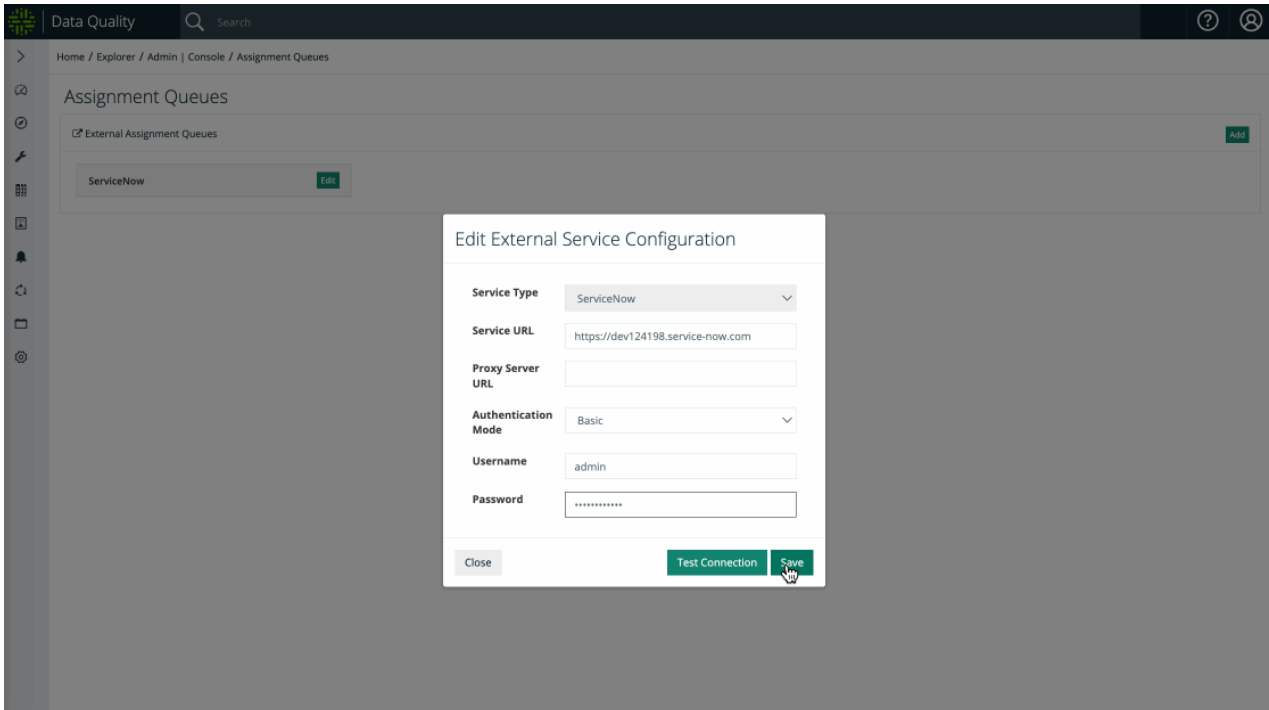 Data Quality
Search
Home / Explorer / Admin | Console / Assignment Queues
Assignment Queues
External Assignment Queues
Add
ServiceNow
Edit
Edit External Service Configuration
Service Type
ServiceNow
Service URL
https://dev124198.service-now.com
Proxy Server
URL
Authentication
Mode
Basic
Username
admin
Password
••••••••••••
Close
Test Connection
Save